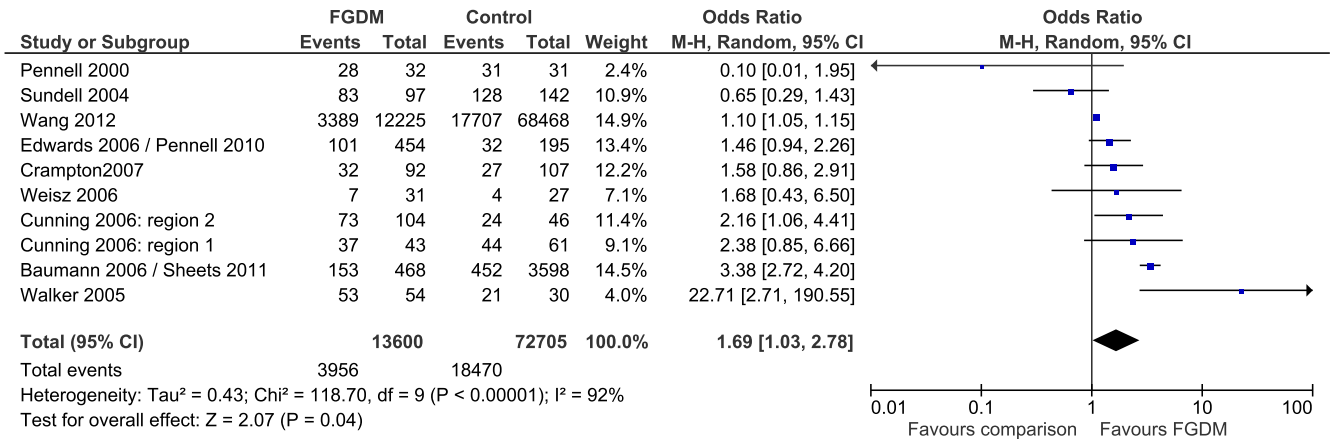 FGDM Control Odds Ratio Odds Ratio
Study or Subgroup Events Total Events Total Weight M-H, Random, 95% CI M-H, Random, 95% CI
Pennell 2000 28 32 31 31 2.4% 0.10 [0.01, 1.95]
Sundell 2004 83 97 128 142 10.9% 0.65 [0.29, 1.43]
Wang 2012 3389 12225 17707 68468 14.9% 1.10 [1.05, 1.15]
Edwards 2006 / Pennell 2010 101 454 32 195 13.4% 1.46 [0.94, 2.26]
Crampton2007 32 92 27 107 12.2% 1.58 [0.86, 2.91]
Weisz 2006 7 31 4 27 7.1% 1.68 [0.43, 6.50]
Cunning 2006: region 2 73 104 24 46 11.4% 2.16 [1.06, 4.41]
Cunning 2006: region 1 37 43 44 61 9.1% 2.38 [0.85, 6.66]
Baumann 2006 / Sheets 2011 153 468 452 3598 14.5% 3.38 [2.72, 4.20]
Walker 2005 53 54 21 30 4.0% 22.71 [2.71, 190.55]
Total (95% CI) 13600 72705 100.0% 1.69 [1.03, 2.78]
Total events 3956 18470
Heterogeneity: Tau² = 0.43; Chi² = 118.70, df = 9 (P < 0.00001); I² = 92%
Test for overall effect: Z = 2.07 (P = 0.04)
0.01 0.1 1 10 100
Favours comparison Favours FGDM